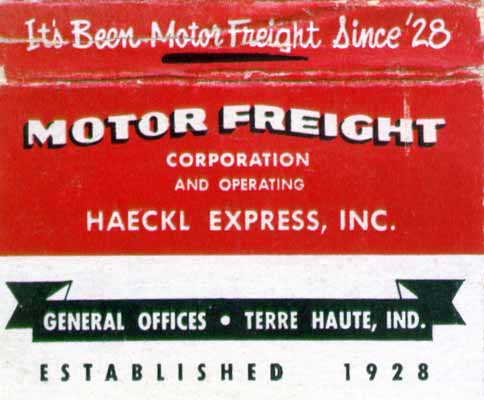 It's Been Motor Freight Since '28
MOTOR FREIGHT
CORPORATION
AND OPERATING
HAECKL EXPRESS, INC.
GENERAL OFFICES • TERRE HAUTE, IND.
ESTABLISHED 1928